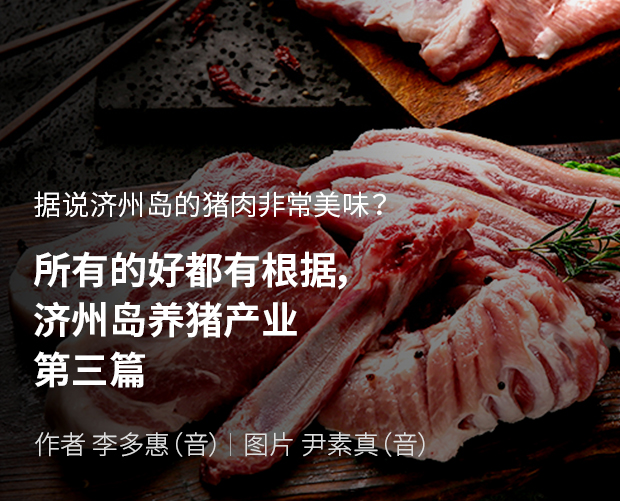 据说济州岛的猪肉非常美味？
所有的好都有根据,
济州岛养猪产业
第三篇
作者 李多惠（音）| 图片 尹素真（音）